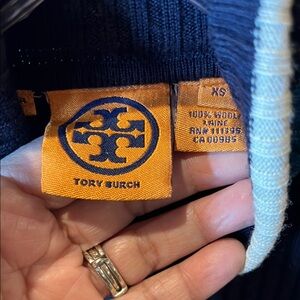 TORY BURCH
XS
100% WOOL
LAINE
RN# 111395
CA 00985